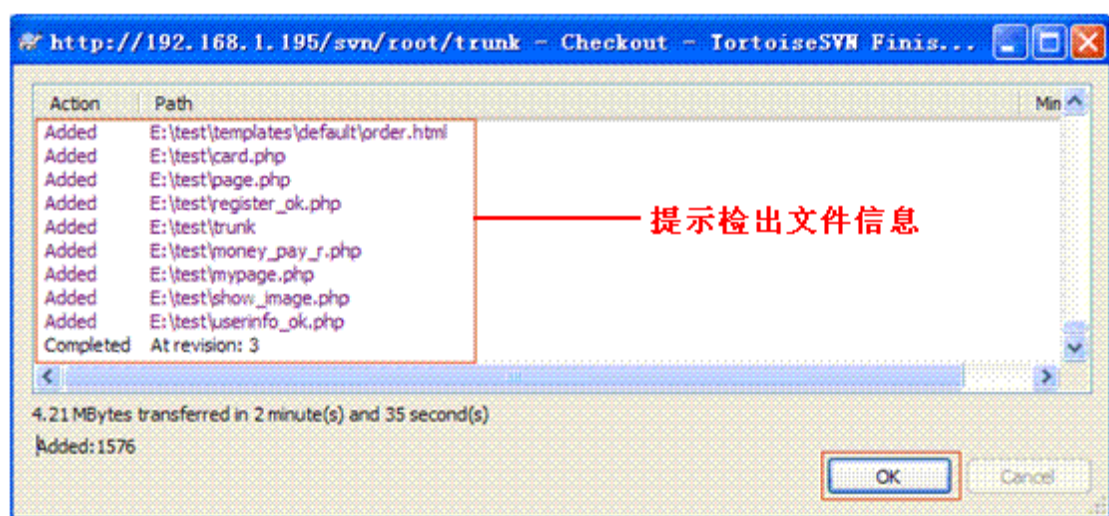 http://192.168.1.195/svn/root/trunk - Checkout - TortoiseSVN Finis...
Action Path Min
Added E:\test\templates\default\order.html
Added E:\test\card.php
Added E:\test\page.php
Added E:\test\register_ok.php
Added E:\test\trunk
Added E:\test\money_pay_r.php
Added E:\test\mypage.php
Added E:\test\show_image.php
Added E:\test\userinfo_ok.php
Completed At revision: 3
提示检出文件信息
4.21 MBytes transferred in 2 minute(s) and 35 second(s)
Added:1576
OK Cancel